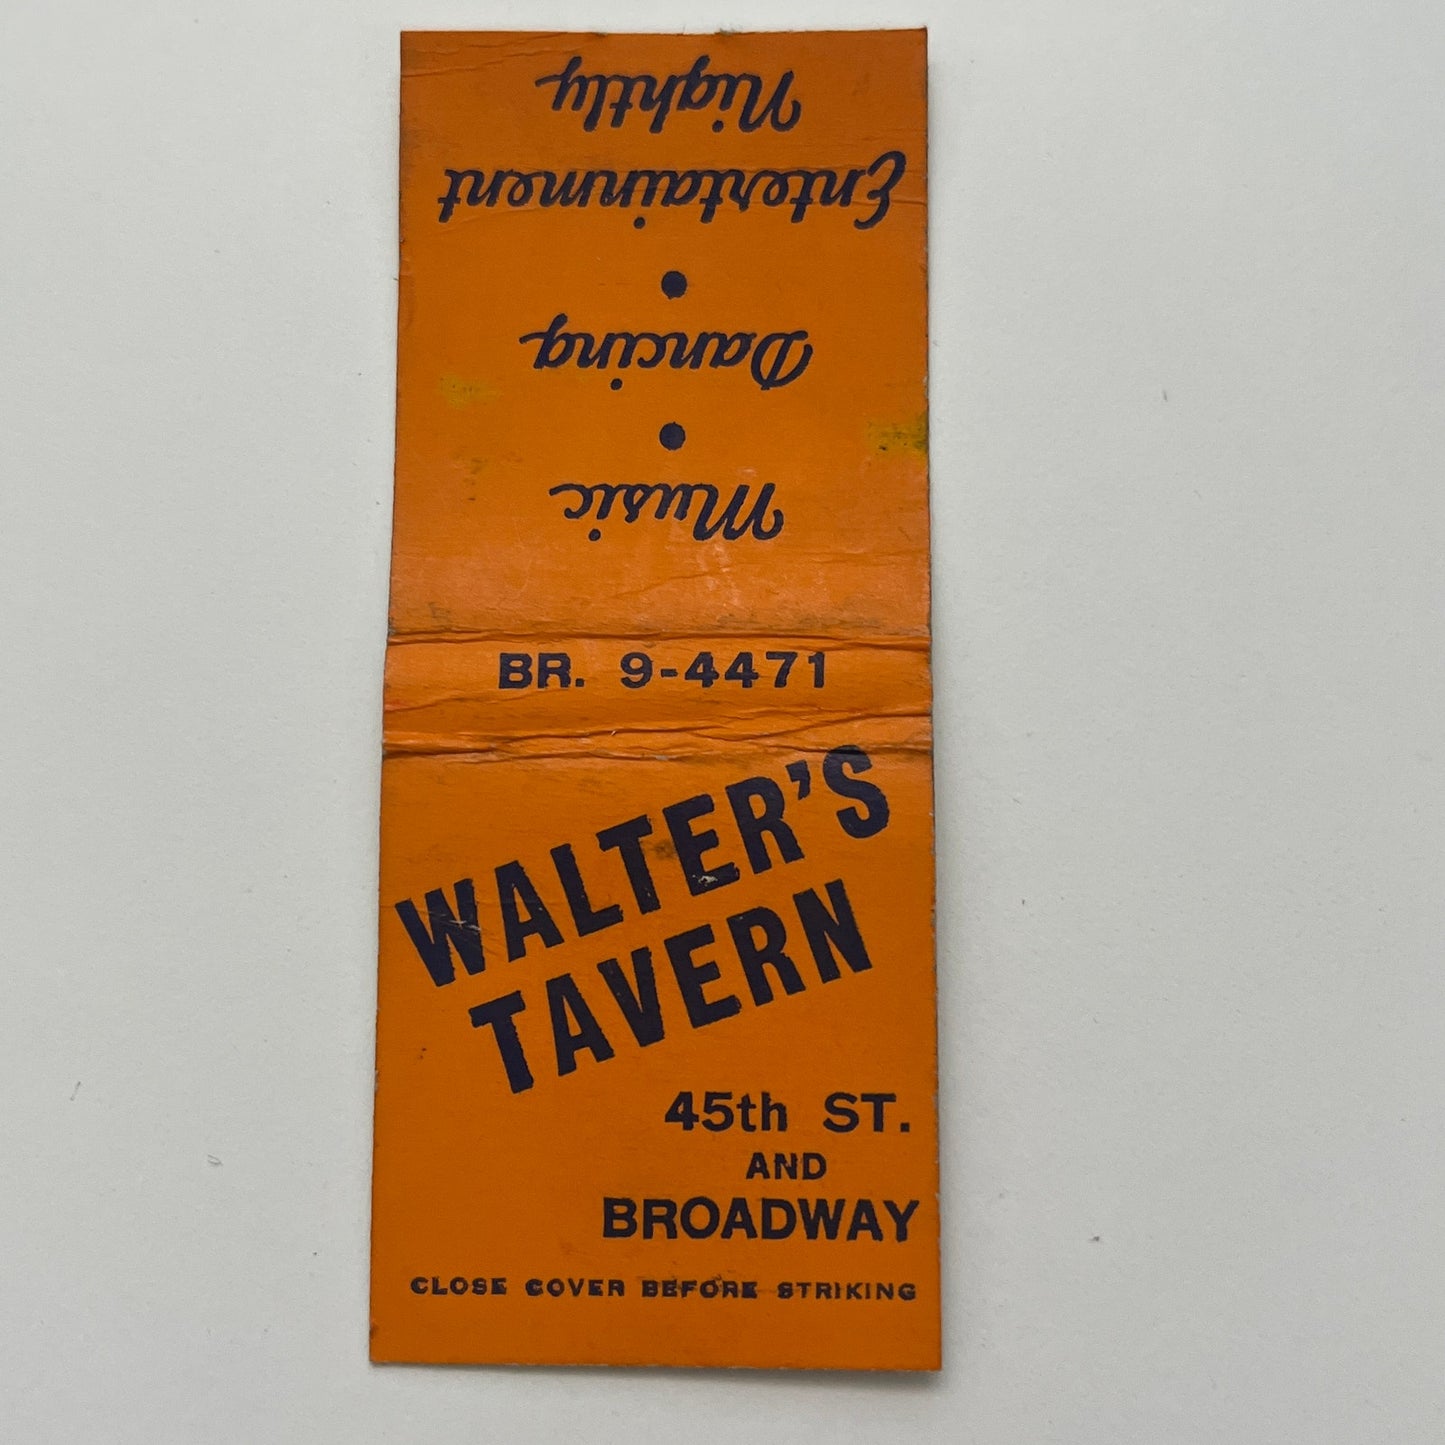 Music
•
Dancing
•
Entertainment
Nightly
BR. 9-4471
WALTER'S
TAVERN
45th ST.
AND
BROADWAY
CLOSE COVER BEFORE STRIKING